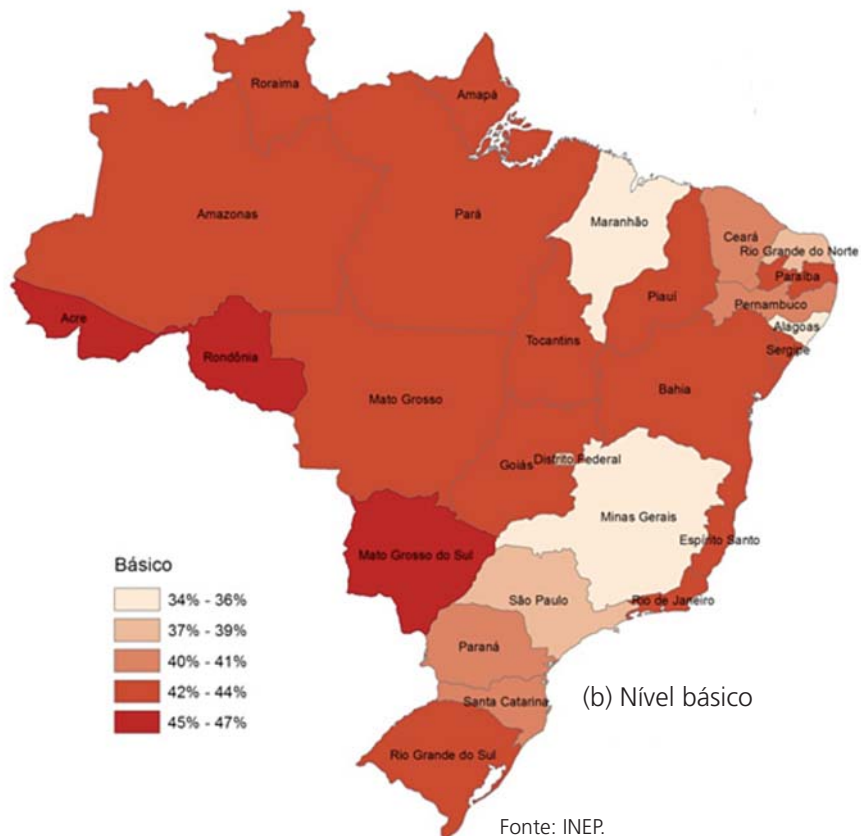 Roraima
Amapá
Amazonas
Pará
Maranhão
Ceará
Rio Grande do Norte
Paraíba
Piauí
Pernambuco
Alagoas
Sergipe
Acre
Rondônia
Tocantins
Bahia
Mato Grosso
Goiás
Distrito Federal
Minas Gerais
Espírito Santo
Mato Grosso do Sul
São Paulo
Rio de Janeiro
Paraná
Santa Catarina
Rio Grande do Sul
Básico
34% - 36%
37% - 39%
40% - 41%
42% - 44%
45% - 47%
(b) Nível básico
Fonte: INEP.